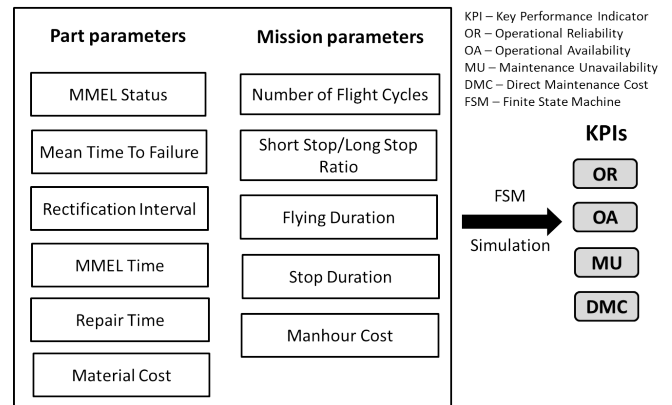 Part parameters
MMEL Status
Mean Time To Failure
Rectification Interval
MMEL Time
Repair Time
Material Cost
Mission parameters
Number of Flight Cycles
Short Stop/Long Stop
Ratio
Flying Duration
Stop Duration
Manhour Cost
FSM
Simulation
KPI – Key Performance Indicator
OR – Operational Reliability
OA – Operational Availability
MU – Maintenance Unavailability
DMC – Direct Maintenance Cost
FSM – Finite State Machine
KPIs
OR
OA
MU
DMC